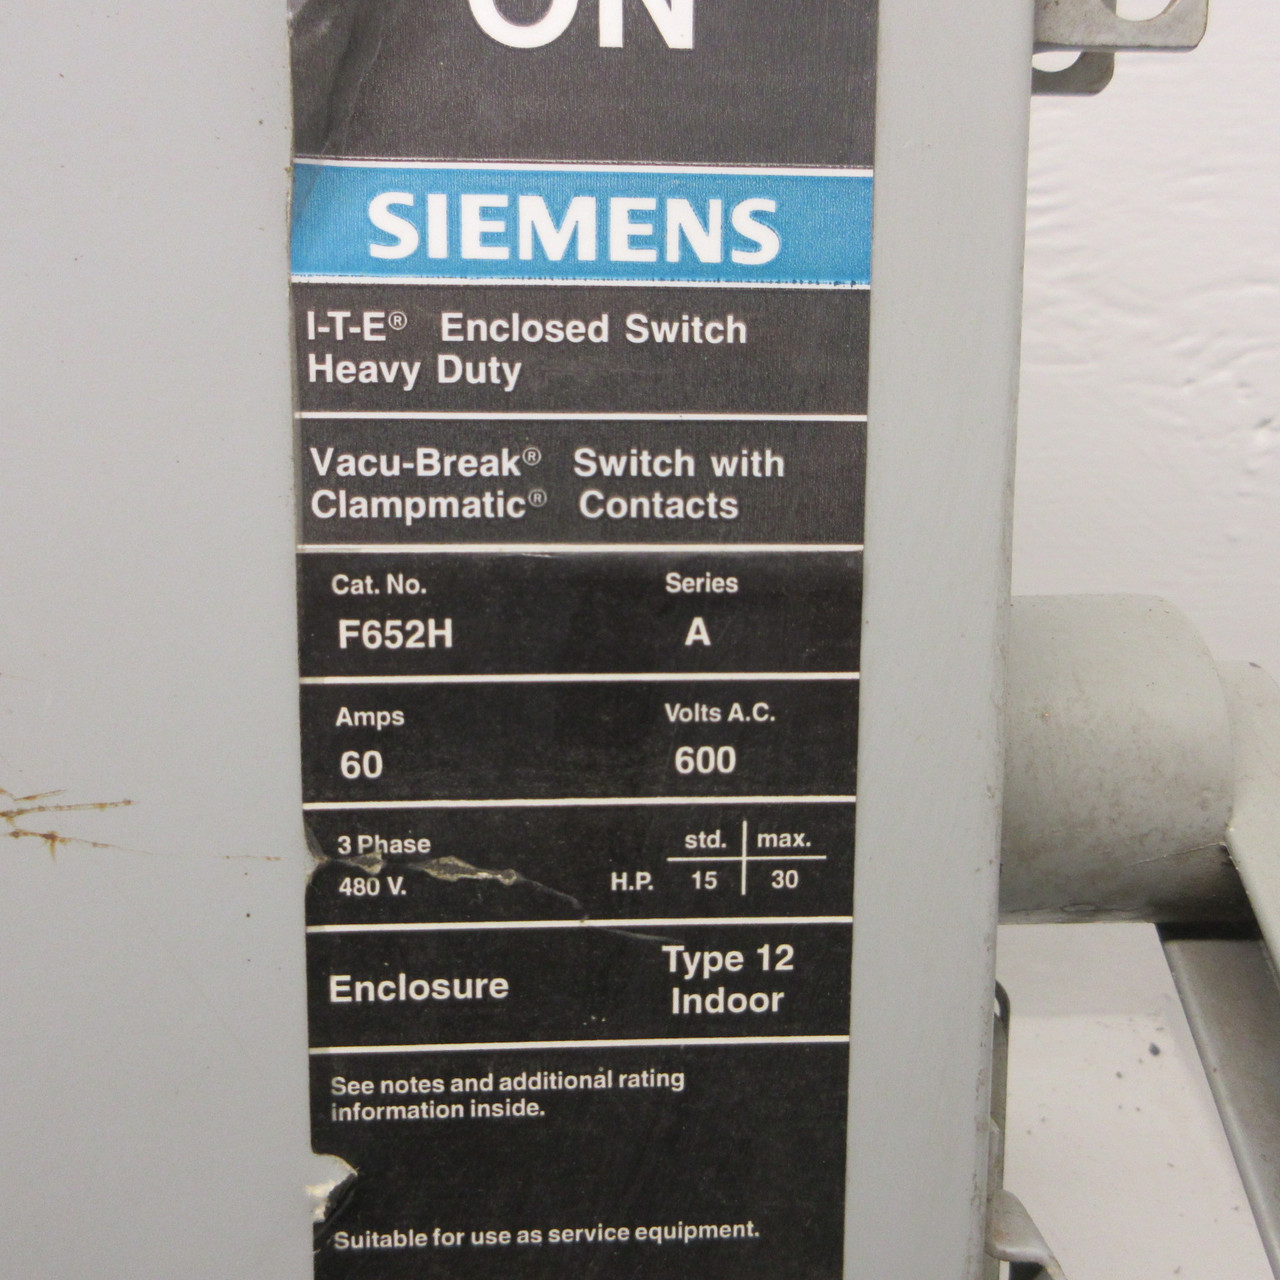 ON
SIEMENS
I-T-E® Enclosed Switch
Heavy Duty
Vacu-Break® Switch with
Clampmatic® Contacts
Cat. No. Series
F652H A
Amps Volts A.C.
60 600
3 Phase std. max.
480 V. H.P. 15 30
Enclosure Type 12
Indoor
See notes and additional rating
information inside.
Suitable for use as service equipment.